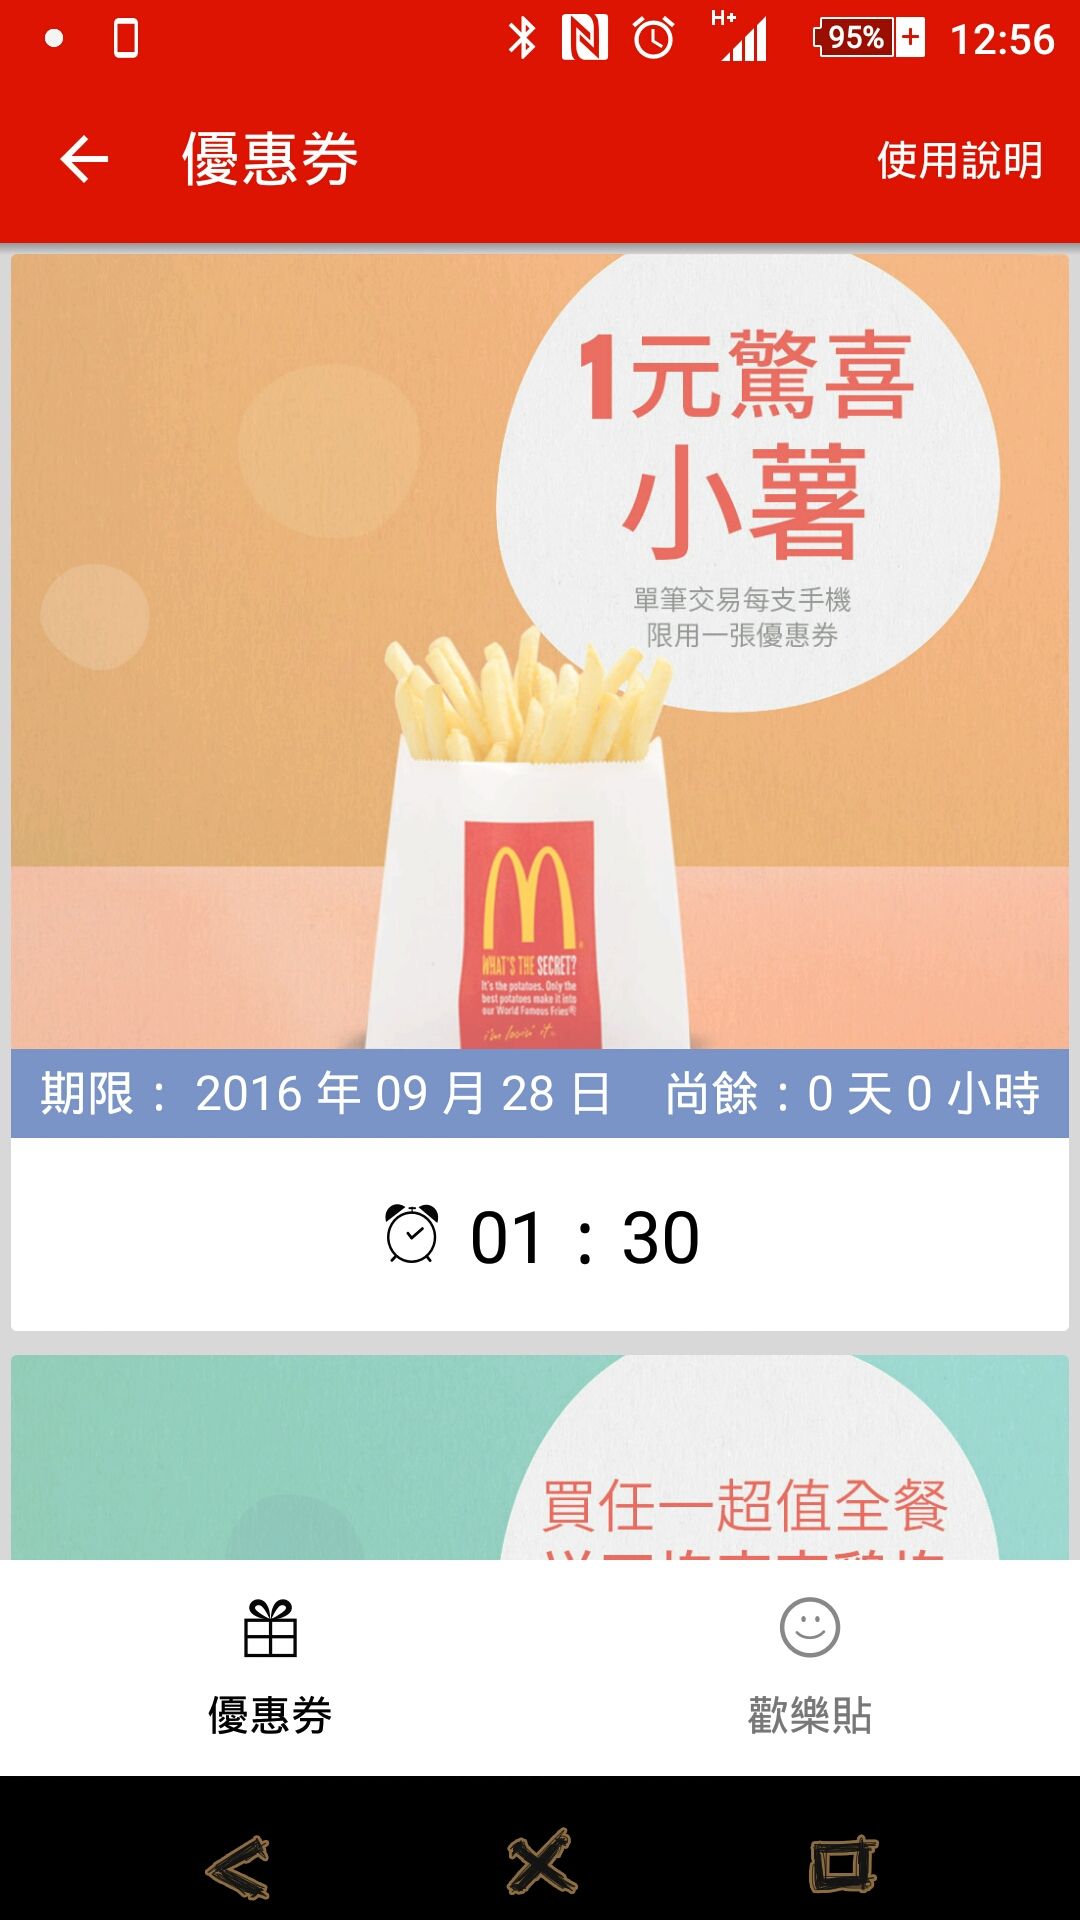 H+
95%
12:56
優惠券
使用說明
1元驚喜
小薯
單筆交易每支手機
限用一張優惠券
WHAT'S THE SECRET?
It's the potatoes. Only the
best potatoes make it into
our World Famous Fries®
i'm lovin' it.
期限： 2016 年 09 月 28 日 尚餘：0 天 0 小時
01 : 30
買任一超值全餐
優惠券
歡樂貼